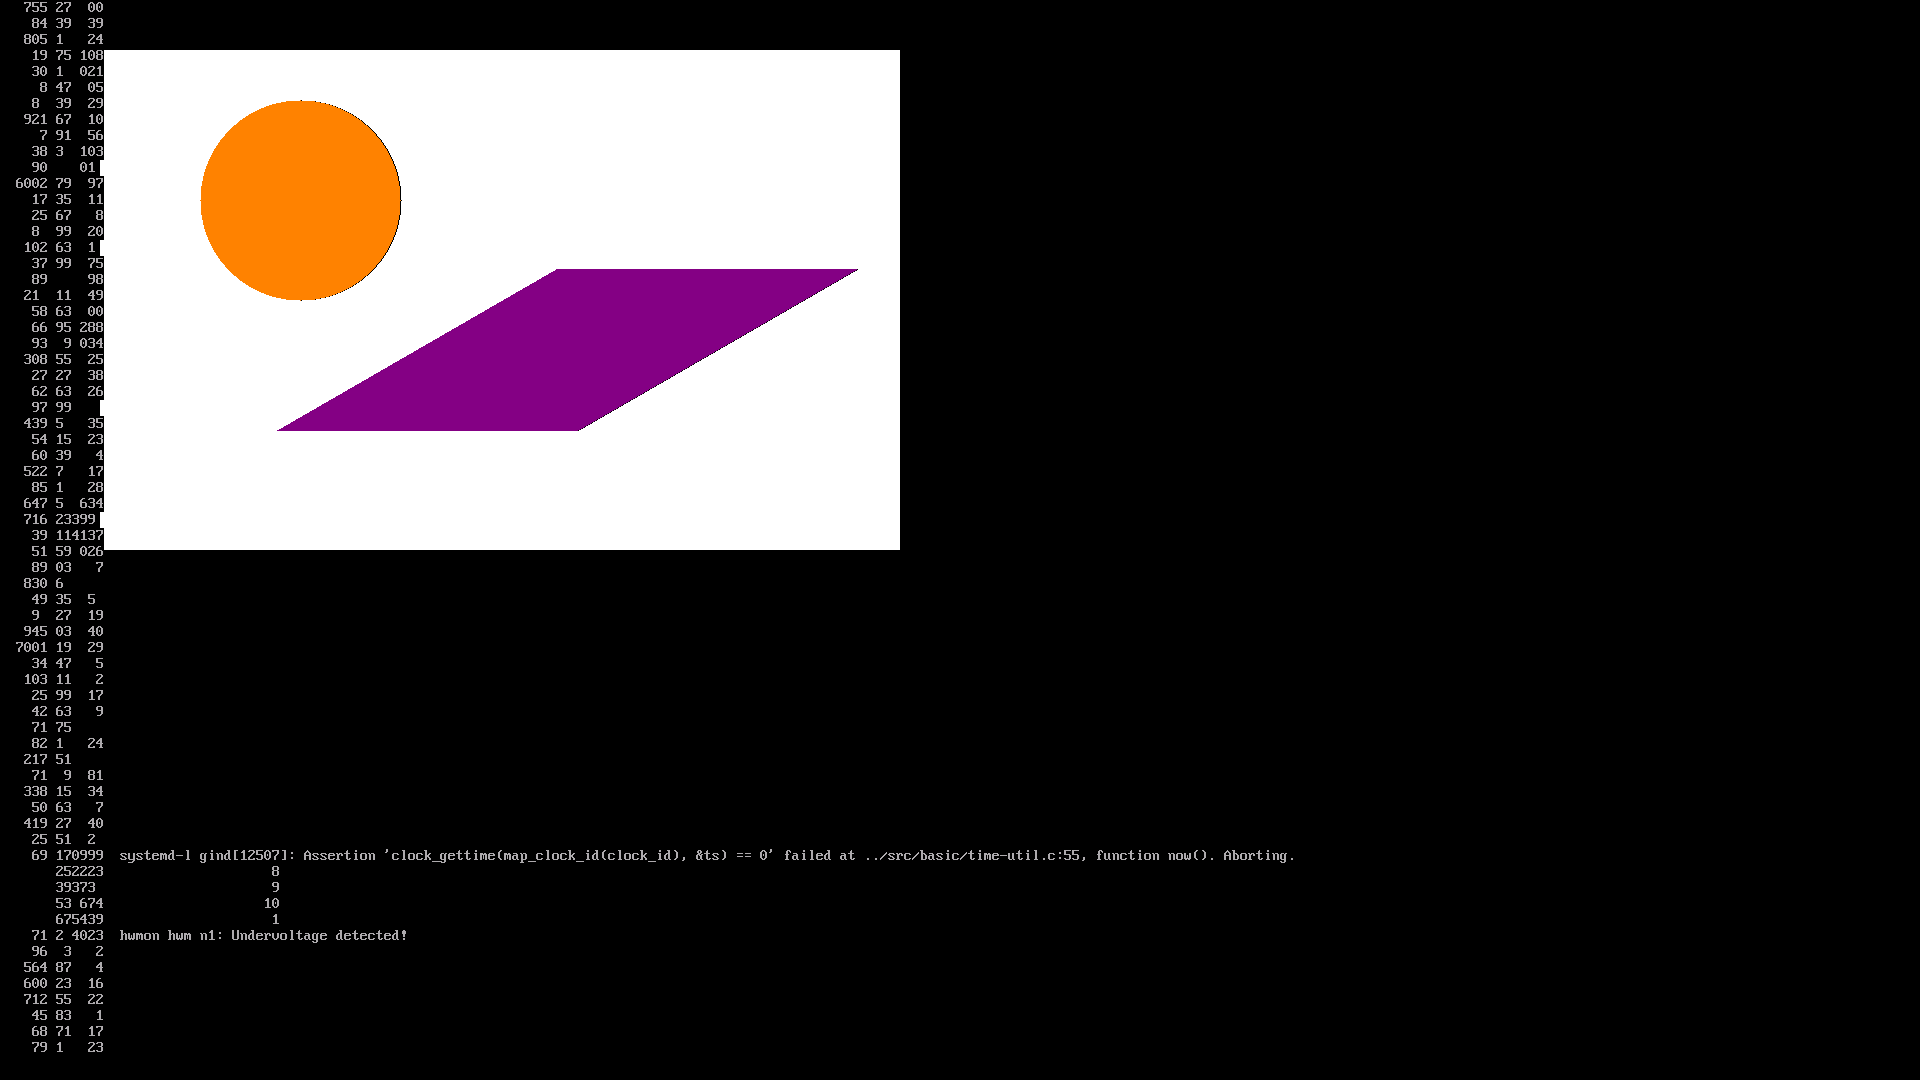 755 27 00
84 39 39
805 1 24
19 75 108
30 1 021
8 47 05
8 39 29
921 67 10
7 91 56
38 3 103
90 01
6002 79 97
17 35 11
25 67 8
8 99 20
102 63 1
37 99 75
89 98
21 11 49
58 63 00
66 95 288
93 9 034
308 55 25
27 27 38
62 63 26
97 99
439 5 35
54 15 23
60 39 4
522 7 17
85 1 28
647 5 634
716 23399
39 114137
51 59 026
89 03 7
830 6
49 35 5
9 27 19
945 03 40
7001 19 29
34 47 5
103 11 2
25 99 17
42 63 9
71 75
82 1 24
217 51
71 9 81
338 15 34
50 63 7
419 27 40
25 51 2
69 170999 systemd-l gind[12507]: Assertion 'clock_gettime(map_clock_id(clock_id), &ts) == 0' failed at ../src/basic/time-util.c:55, function now(). Aborting.
252223 8
39373 9
53 674 10
675439 1
71 2 4023 hwmon hwm n1: Undervoltage detected!
96 3 2
564 87 4
600 23 16
712 55 22
45 83 1
68 71 17
79 1 23